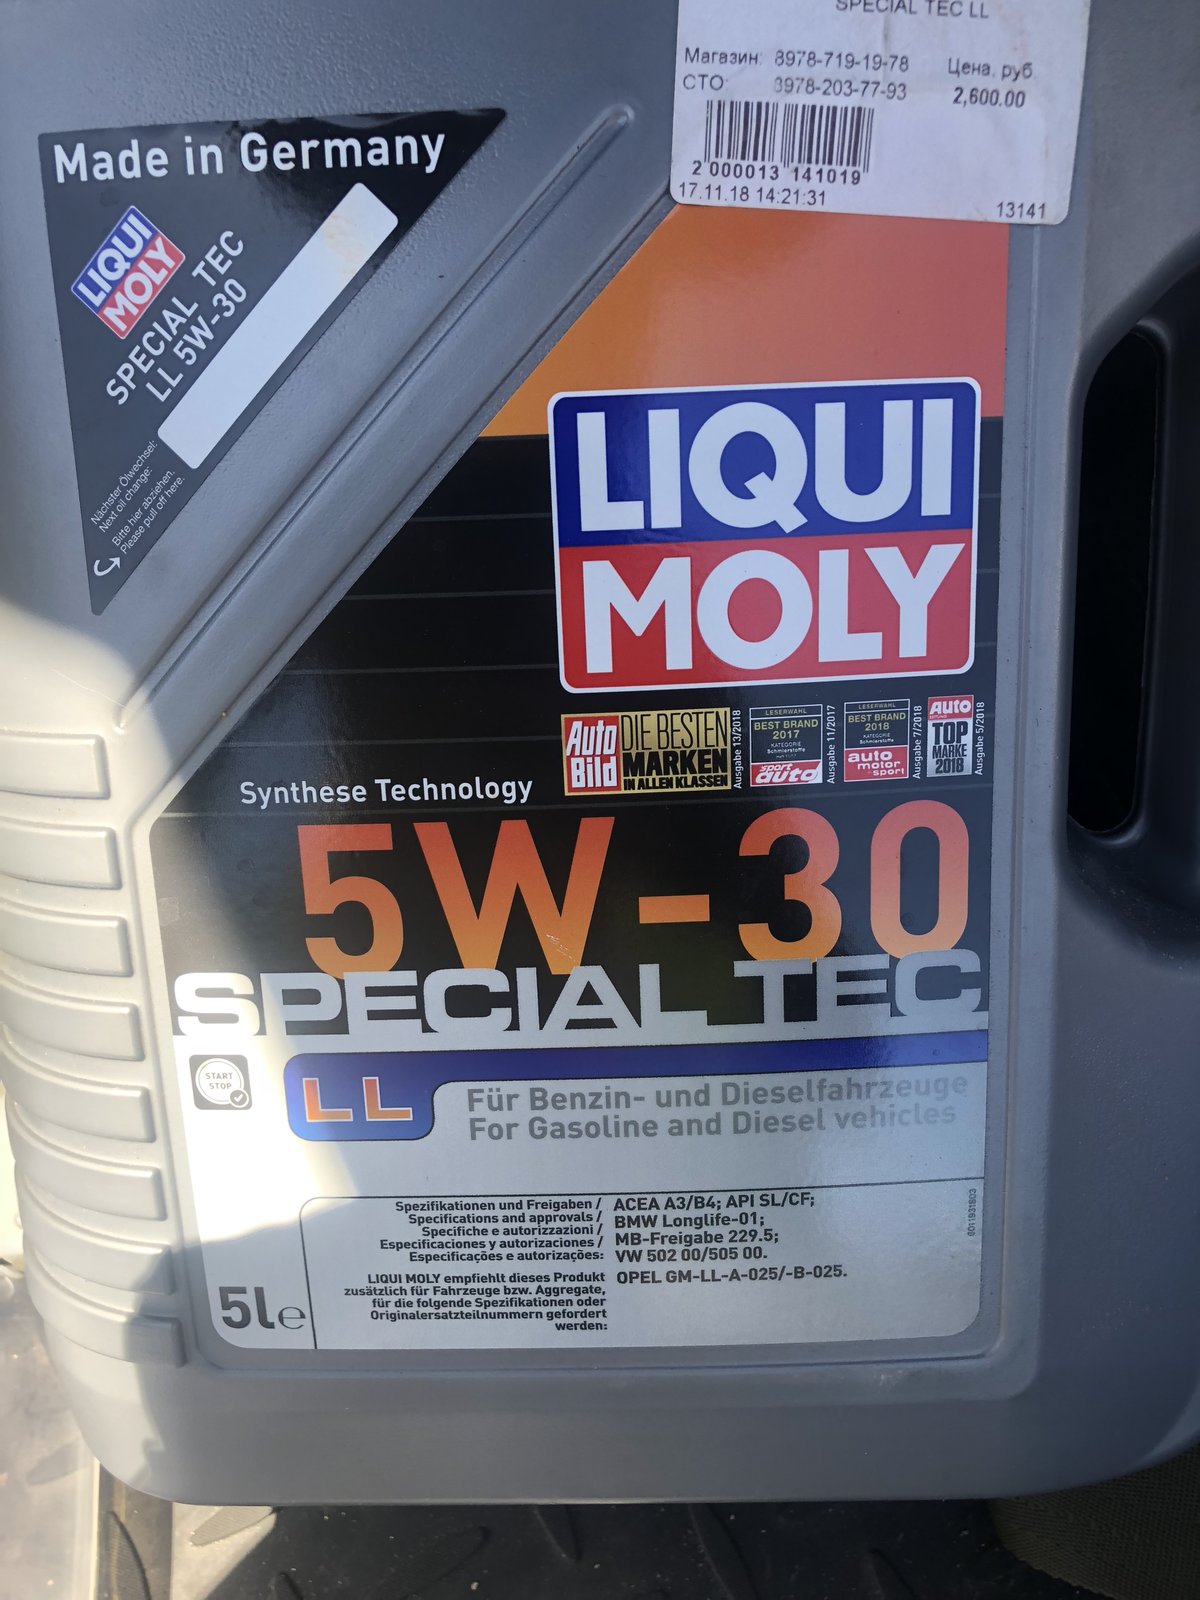 SPECIAL TEC LL
Магазин: 8978-719-19-78
Цена, руб
СТО: 8978-203-77-93
2,600.00
2 000013 141019
17.11.18 14:21:31
13141
Made in Germany
LIQUI
MOLY
SPECIAL TEC
LL 5W-30
Nächster Ölwechsel:
Next oil change:
Bitte hier abziehen.
Please pull off here.
LIQUI
MOLY
Auto
Bild
DIE BESTEN
MARKEN
IN ALLEN KLASSEN
Ausgabe 13/2018
LESERWAHL
BEST BRAND
2017
KATEGORIE
Schmierstoffe
sport
auto
Ausgabe 11/2017
LESERWAHL
BEST BRAND
2018
KATEGORIE
Schmierstoffe
auto
motor
sport
Ausgabe 7/2018
Auto
ZEITUNG
TOP
MARKE
2018
Ausgabe 5/2018
Synthese Technology
5W-30
SPECIAL TEC
START
STOP
LL
Für Benzin- und Dieselfahrzeuge
For Gasoline and Diesel vehicles
Spezifikationen und Freigaben /
Specifications and approvals /
Specifiche e autorizzazioni /
Especificaciones y autorizaciones /
Especificações e autorizações:
ACEA A3/B4; API SL/CF;
BMW Longlife-01;
MB-Freigabe 229.5;
VW 502 00/505 00.
LIQUI MOLY empfiehlt dieses Produkt
zusätzlich für Fahrzeuge bzw. Aggregate,
für die folgende Spezifikationen oder
Originalersatzteilnummern gefordert
werden:
OPEL GM-LL-A-025/-B-025.
5l e